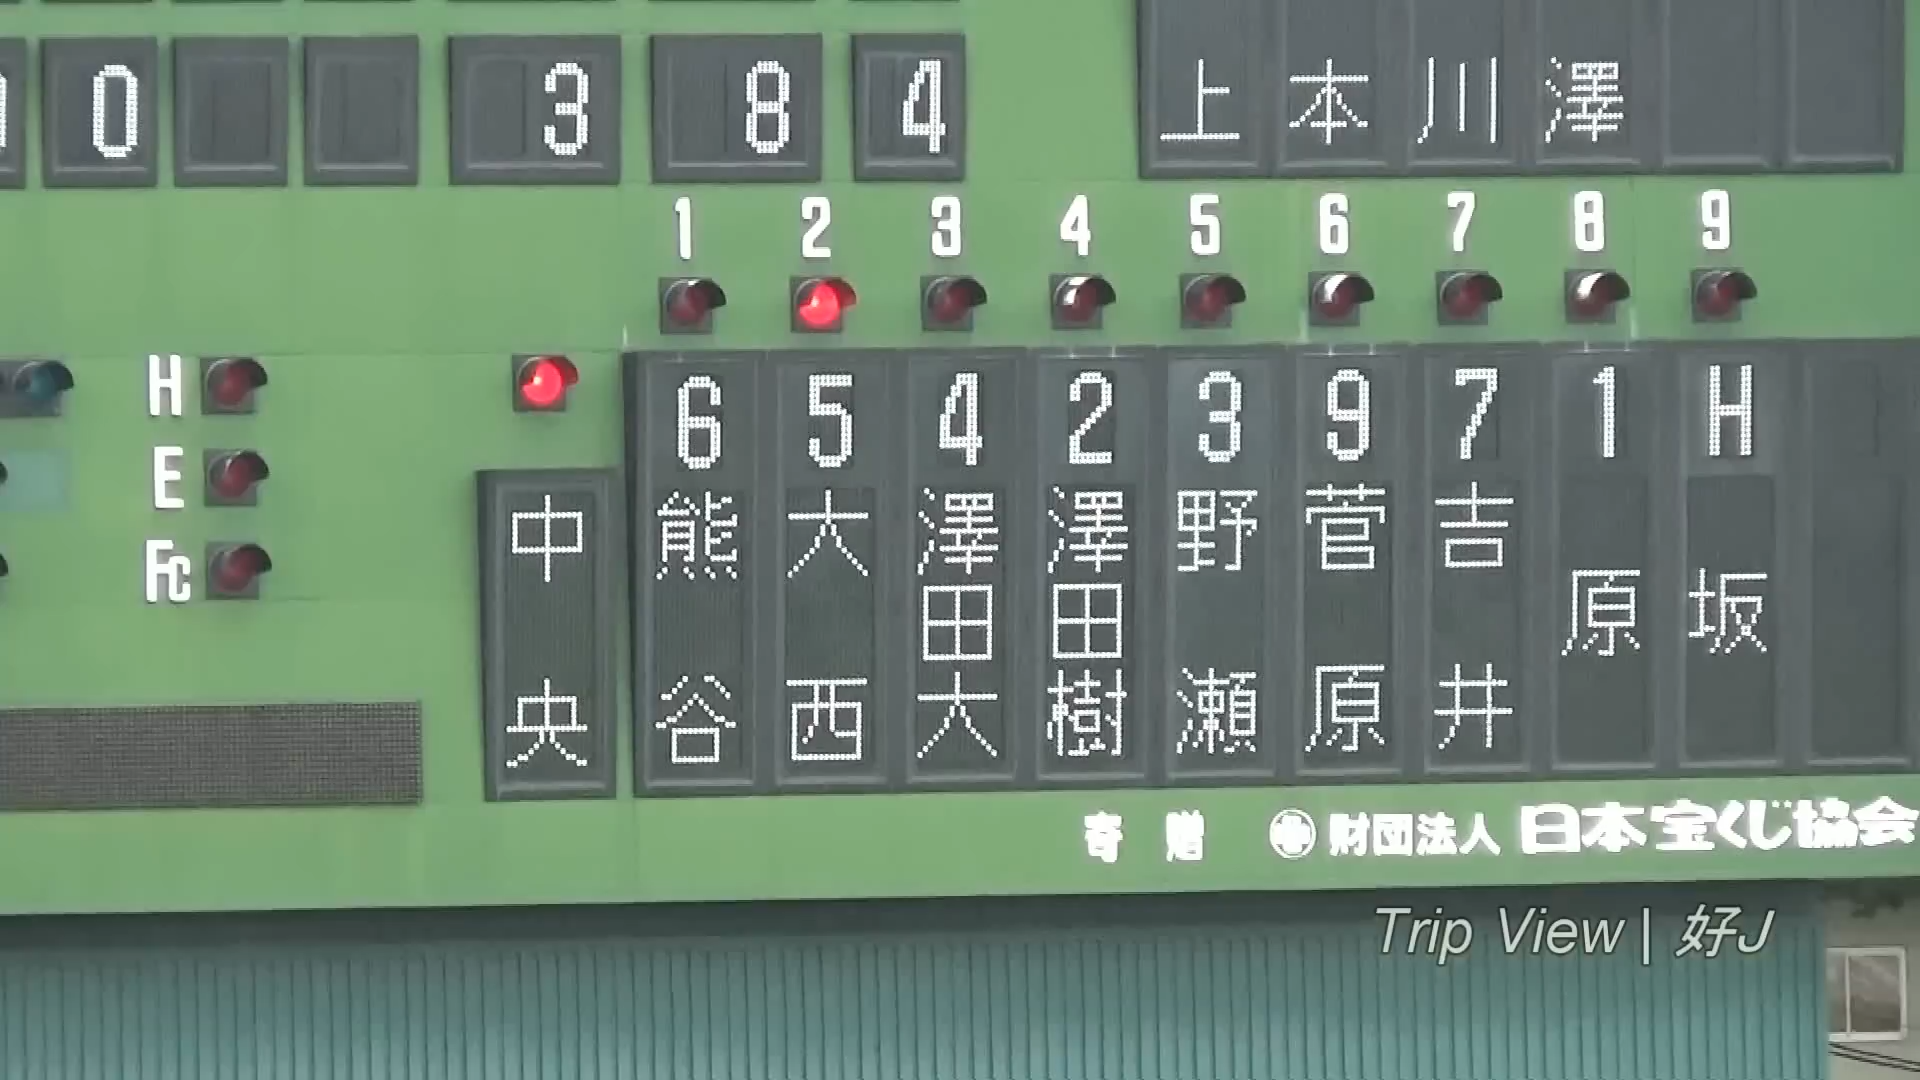 0 3 8 4 上本川澤
1 2 3 4 5 6 7 8 9
H
6 5 4 2 3 9 7 1 H
E
Fc
中央
熊谷
大西
澤田大
澤田樹
野瀬
菅原
吉井
原
坂
寄贈 財団法人 日本宝くじ協会
Trip View | 好J